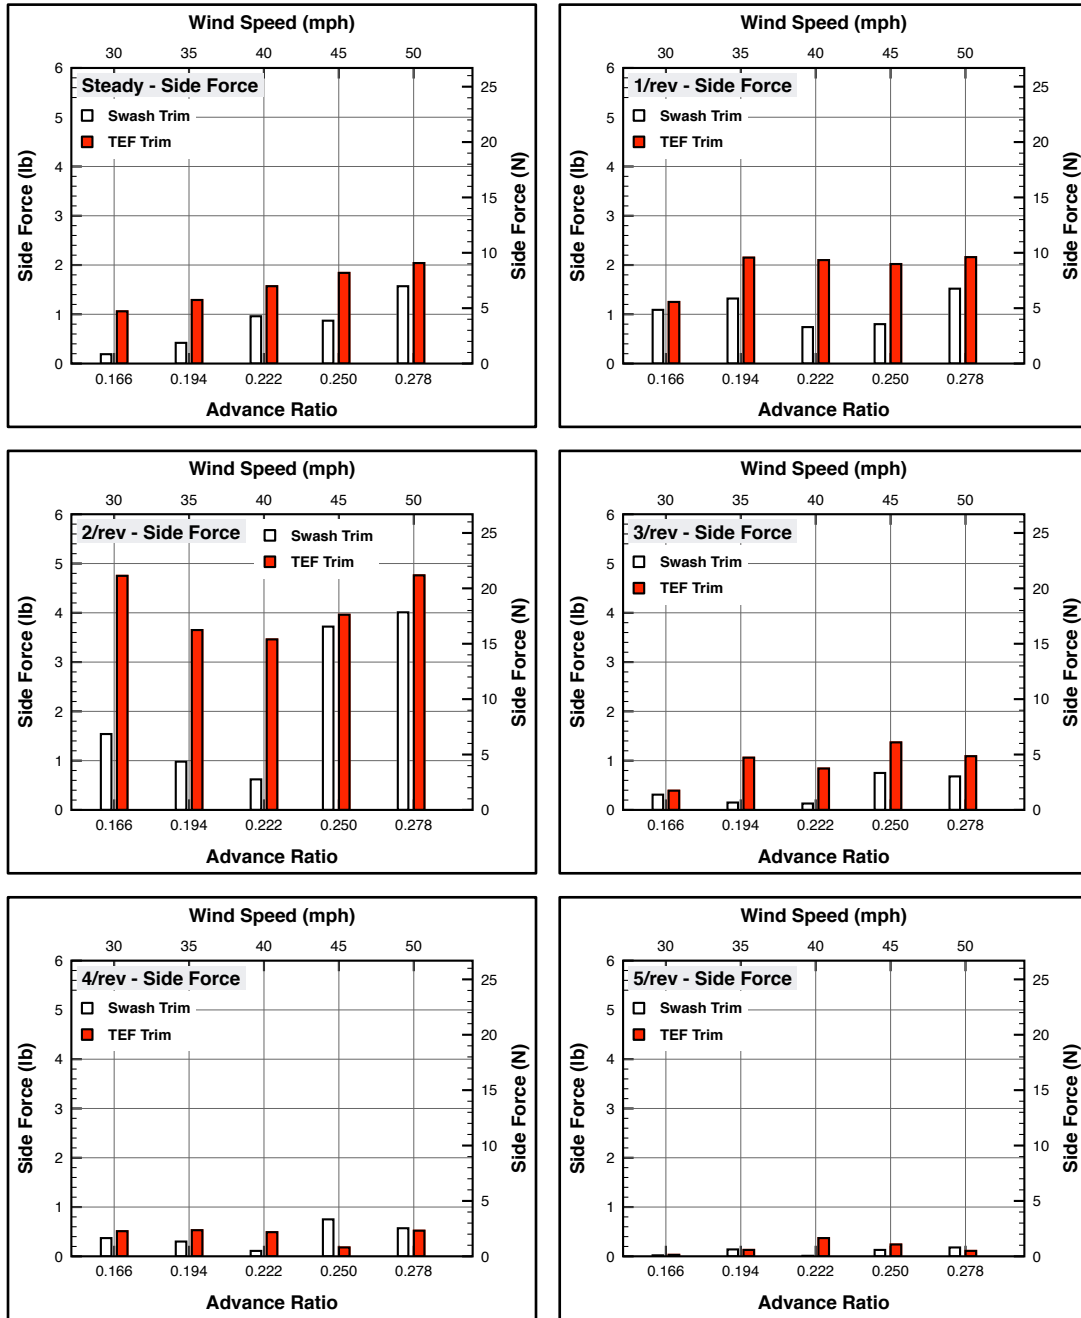 Wind Speed (mph)
30 35 40 45 50
Steady - Side Force
Swash Trim
TEF Trim
Side Force (lb)
6
5
4
3
2
1
0
Side Force (N)
25
20
15
10
5
0
0.166 0.194 0.222 0.250 0.278
Advance Ratio
Wind Speed (mph)
30 35 40 45 50
1/rev - Side Force
Swash Trim
TEF Trim
Side Force (lb)
6
5
4
3
2
1
0
Side Force (N)
25
20
15
10
5
0
0.166 0.194 0.222 0.250 0.278
Advance Ratio
Wind Speed (mph)
30 35 40 45 50
2/rev - Side Force
Swash Trim
TEF Trim
Side Force (lb)
6
5
4
3
2
1
0
Side Force (N)
25
20
15
10
5
0
0.166 0.194 0.222 0.250 0.278
Advance Ratio
Wind Speed (mph)
30 35 40 45 50
3/rev - Side Force
Swash Trim
TEF Trim
Side Force (lb)
6
5
4
3
2
1
0
Side Force (N)
25
20
15
10
5
0
0.166 0.194 0.222 0.250 0.278
Advance Ratio
Wind Speed (mph)
30 35 40 45 50
4/rev - Side Force
Swash Trim
TEF Trim
Side Force (lb)
6
5
4
3
2
1
0
Side Force (N)
25
20
15
10
5
0
0.166 0.194 0.222 0.250 0.278
Advance Ratio
Wind Speed (mph)
30 35 40 45 50
5/rev - Side Force
Swash Trim
TEF Trim
Side Force (lb)
6
5
4
3
2
1
0
Side Force (N)
25
20
15
10
5
0
0.166 0.194 0.222 0.250 0.278
Advance Ratio